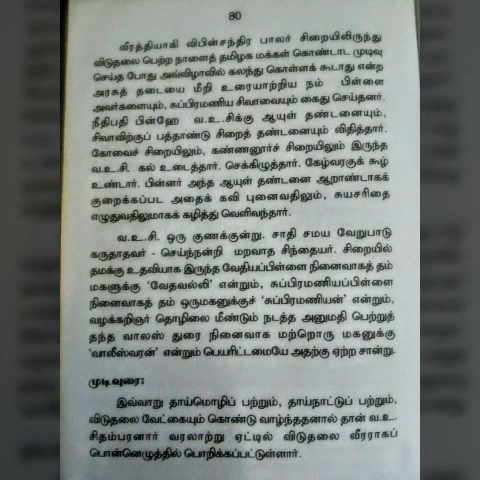 80
வீரத்தியாகி விபின்சந்திர பாலர் சிறையிலிருந்து
விடுதலை பெற்ற நாளைத் தமிழக மக்கள் கொண்டாட முடிவு
செய்த போது அவ்விழாவில் கலந்து கொள்ளக் கூடாது என்ற
அரசுத் தடையை மீறி உரையாற்றிய நம் பிள்ளை
அவர்களையும், சுப்பிரமணிய சிவாவையும் கைது செய்தனர்.
நீதிபதி பின்ஹே வ.உ.சிக்கு ஆயுள் தண்டனையும்,
சிவாவிற்குப் பத்தாண்டு சிறைத் தண்டனையும் விதித்தார்.
கோவைச் சிறையிலும், கண்ணனூர்ச் சிறையிலும் இருந்த
வ.உ.சி. கல் உடைத்தார். செக்கிழுத்தார். கேழ்வரகுக் கூழ்
உண்டார். பின்னர் அந்த ஆயுள் தண்டனை ஆறாண்டாகக்
குறைக்கப்பட அதைக் கவி புனைவதிலும், சுயசரிதை
எழுதுவதிலுமாகக் கழித்து வெளிவந்தார்.
வ.உ.சி. ஒரு குணக்குன்று. சாதி சமய வேறுபாடு
கருதாதவர் - செய்ந்நன்றி மறவாத சிந்தையர். சிறையில்
தமக்கு உதவியாக இருந்த வேதியப்பிள்ளை நினைவாகத் தம்
மகளுக்கு 'வேதவல்லி' என்றும், சுப்பிரமணியப்பிள்ளை
நினைவாகத் தம் ஒருமகனுக்குச் 'சுப்பிரமணியன்' என்றும்,
வழக்கறிஞர் தொழிலை மீண்டும் நடத்த அனுமதி பெற்றுத்
தந்த வாலஸ் துரை நினைவாக மற்றொரு மகனுக்கு
'வாலீஸ்வரன்' என்றும் பெயரிட்டமையே அதற்கு ஏற்ற சான்று.
முடிவுரை:
இவ்வாறு தாய்மொழிப் பற்றும், தாய்நாட்டுப் பற்றும்,
விடுதலை வேட்கையும் கொண்டு வாழ்ந்ததனால் தான் வ.உ.
சிதம்பரனார் வரலாற்று ஏட்டில் விடுதலை வீரராகப்
பொன்னெழுத்தில் பொறிக்கப்பட்டுள்ளார்.